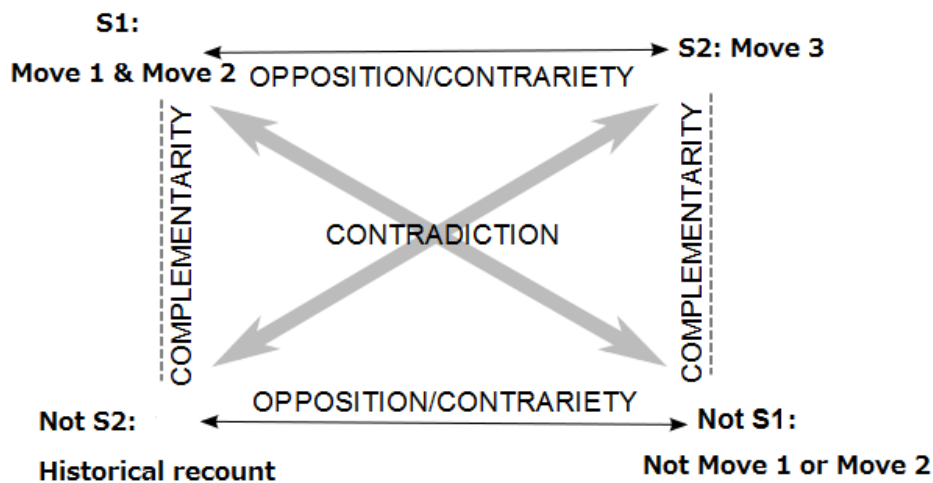 S1:
S2: Move 3
Move 1 & Move 2
OPPOSITION/CONTRARIETY
COMPLEMENTARITY
CONTRADICTION
COMPLEMENTARITY
OPPOSITION/CONTRARIETY
Not S2:
Not S1:
Historical recount
Not Move 1 or Move 2